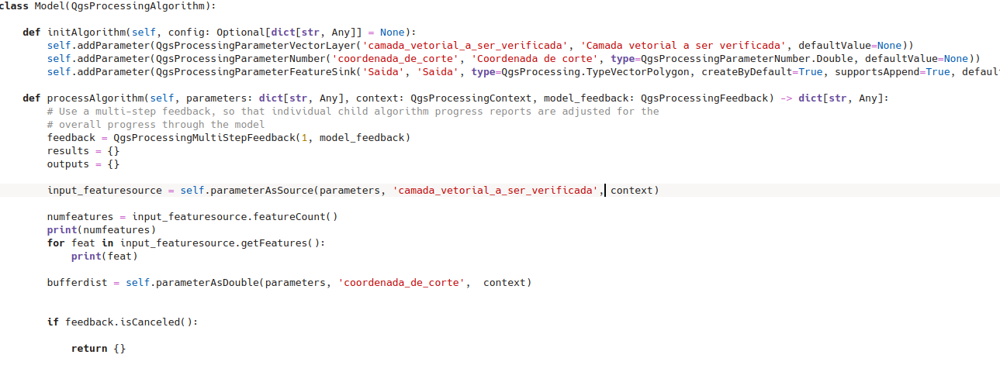 class Model(QgsProcessingAlgorithm):
def initAlgorithm(self, config: Optional[dict[str, Any]] = None):
self.addParameter(QgsProcessingParameterVectorLayer('camada_vetorial_a_ser_verificada', 'Camada vetorial a ser verificada', defaultValue=None))
self.addParameter(QgsProcessingParameterNumber('coordenada_de_corte', 'Coordenada de corte', type=QgsProcessingParameterNumber.Double, defaultValue=None))
self.addParameter(QgsProcessingParameterFeatureSink('Saida', 'Saida', type=QgsProcessing.TypeVectorPolygon, createByDefault=True, supportsAppend=True, defaul
def processAlgorithm(self, parameters: dict[str, Any], context: QgsProcessingContext, model_feedback: QgsProcessingFeedback) -> dict[str, Any]:
# Use a multi-step feedback, so that individual child algorithm progress reports are adjusted for the
# overall progress through the model
feedback = QgsProcessingMultiStepFeedback(1, model_feedback)
results = {}
outputs = {}
input_featuresource = self.parameterAsSource(parameters, 'camada_vetorial_a_ser_verificada', context)
numfeatures = input_featuresource.featureCount()
print(numfeatures)
for feat in input_featuresource.getFeatures():
print(feat)
bufferdist = self.parameterAsDouble(parameters, 'coordenada_de_corte',  context)
if feedback.isCanceled():
return {}